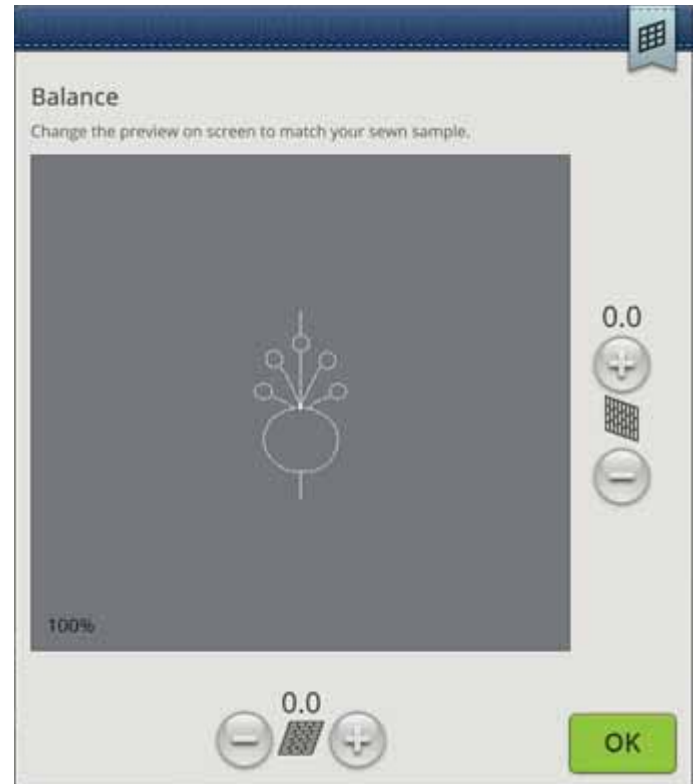 Balance
Change the preview on screen to match your sewn sample.
0.0
100%
0.0
OK